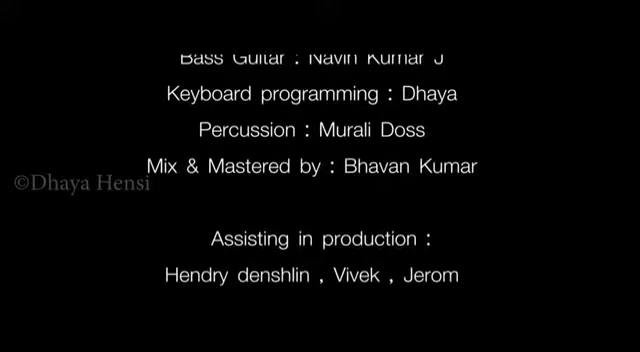 Bass Guitar : Navin Kumar J
Keyboard programming : Dhaya
Percussion : Murali Doss
Mix & Mastered by : Bhavan Kumar
©Dhaya Hensi
Assisting in production :
Hendry denshlin , Vivek , Jerom